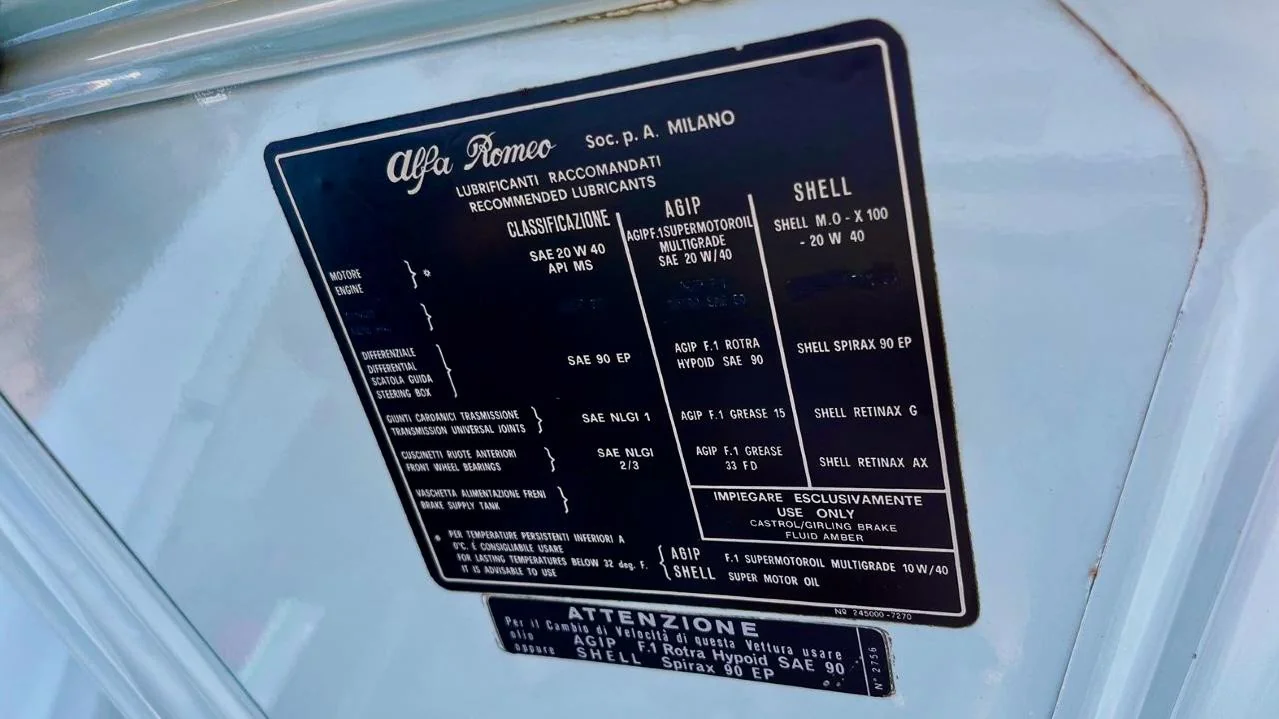 Alfa Romeo Soc. p. A. MILANO
LUBRIFICANTI RACCOMANDATI
RECOMMENDED LUBRICANTS
CLASSIFICAZIONE AGIP SHELL
MOTORE
ENGINE
} *
SAE 20 W 40
API MS
AGIP F.1 SUPERMOTOROIL
MULTIGRADE
SAE 20 W/40
SHELL M.O - X 100
- 20 W 40
DIFFERENZIALE
DIFFERENTIAL
SCATOLA GUIDA
STEERING BOX
SAE 90 EP
AGIP F.1 ROTRA
HYPOID SAE 90
SHELL SPIRAX 90 EP
GIUNTI CARDANICI TRASMISSIONE
TRANSMISSION UNIVERSAL JOINTS
SAE NLGI 1
AGIP F.1 GREASE 15
SHELL RETINAX G
CUSCINETTI RUOTE ANTERIORI
FRONT WHEEL BEARINGS
SAE NLGI
2/3
AGIP F.1 GREASE
33 FD
SHELL RETINAX AX
VASCHETTA ALIMENTAZIONE FRENI
BRAKE SUPPLY TANK
IMPIEGARE ESCLUSIVAMENTE
USE ONLY
CASTROL/GIRLING BRAKE
FLUID AMBER
* PER TEMPERATURE PERSISTENTI INFERIORI A
0°C. É CONSIGLIABILE USARE
FOR LASTING TEMPERATURES BELOW 32 deg. F.
IT IS ADVISABLE TO USE
AGIP F.1 SUPERMOTOROIL MULTIGRADE 10 W/40
SHELL SUPER MOTOR OIL
Nº 245000 - 7270
ATTENZIONE
Per il Cambio di Velocità di questa Vettura usare
olio AGIP F.1 Rotra Hypoid SAE 90
oppure SHELL Spirax 90 EP
N° 2756